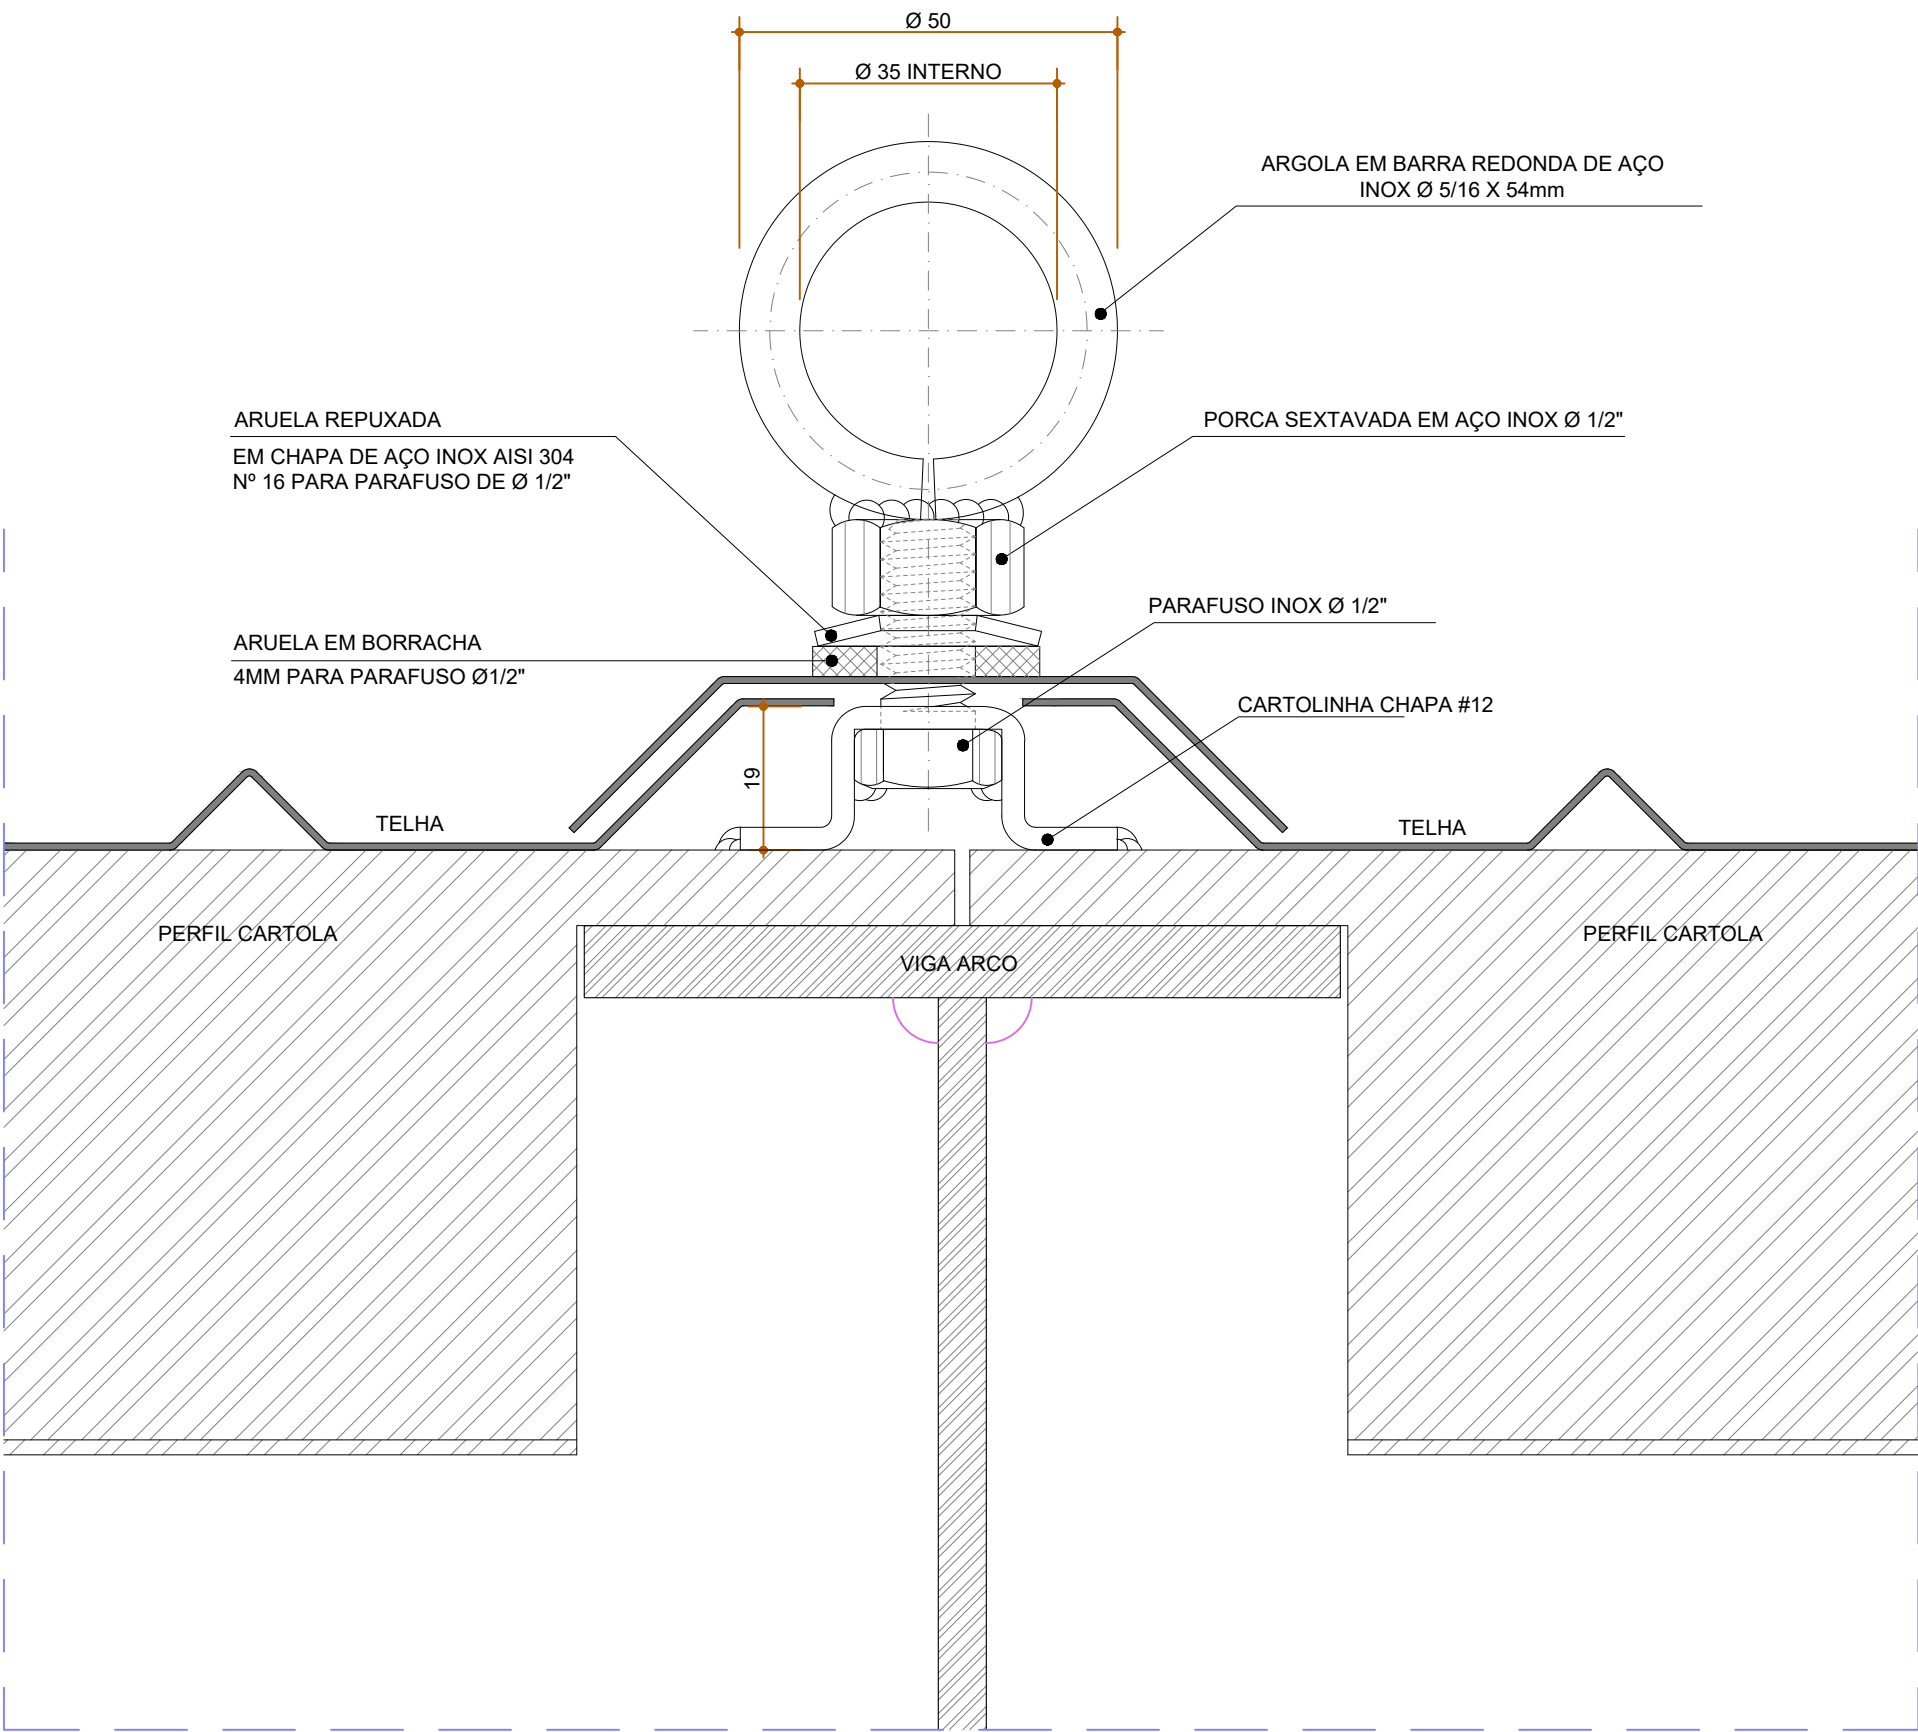 Ø 50
Ø 35 INTERNO
ARGOLA EM BARRA REDONDA DE AÇO
INOX Ø 5/16 X 54mm
ARUELA REPUXADA
EM CHAPA DE AÇO INOX AISI 304
Nº 16 PARA PARAFUSO DE Ø 1/2"
PORCA SEXTAVADA EM AÇO INOX Ø 1/2"
PARAFUSO INOX Ø 1/2"
ARUELA EM BORRACHA
4MM PARA PARAFUSO Ø1/2"
CARTOLINHA CHAPA #12
19
TELHA
TELHA
PERFIL CARTOLA
PERFIL CARTOLA
VIGA ARCO